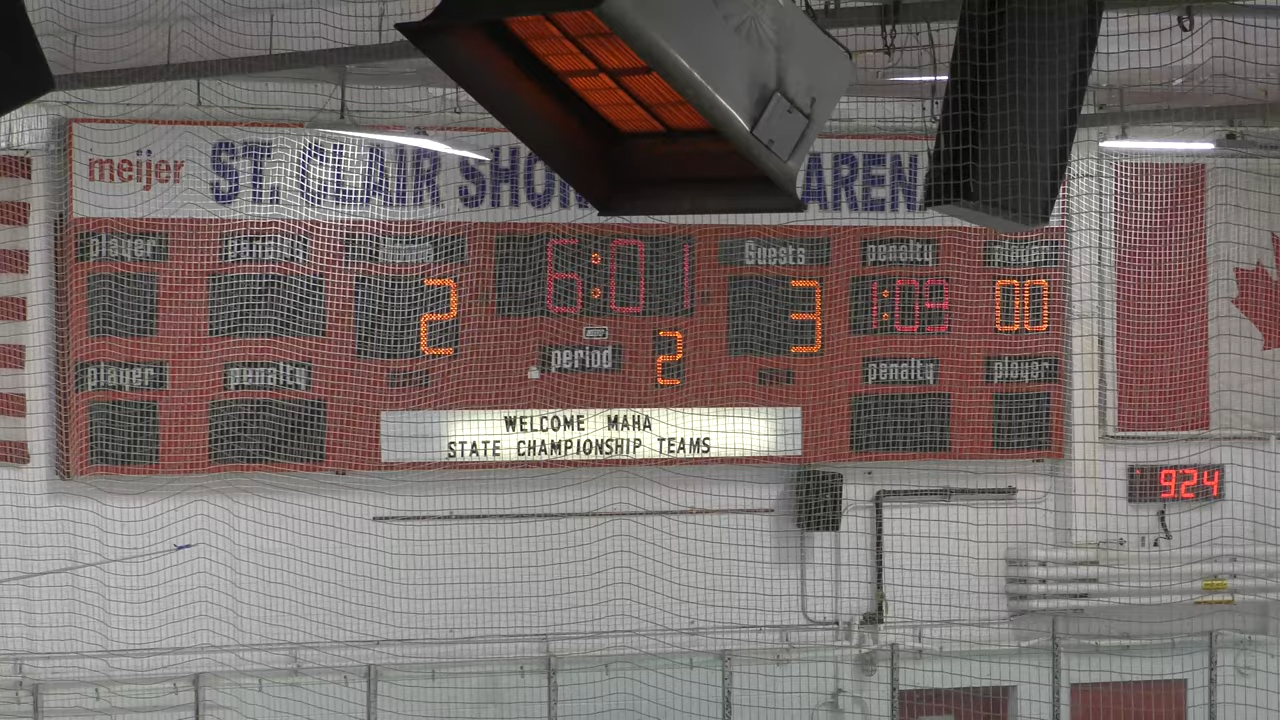 meijer
ST. CLAIR SHOR AREN
player penalty 6:01 Guests penalty player
2 3 1:09 00
player penalty period 2 penalty player
WELCOME MAHA
STATE CHAMPIONSHIP TEAMS
924